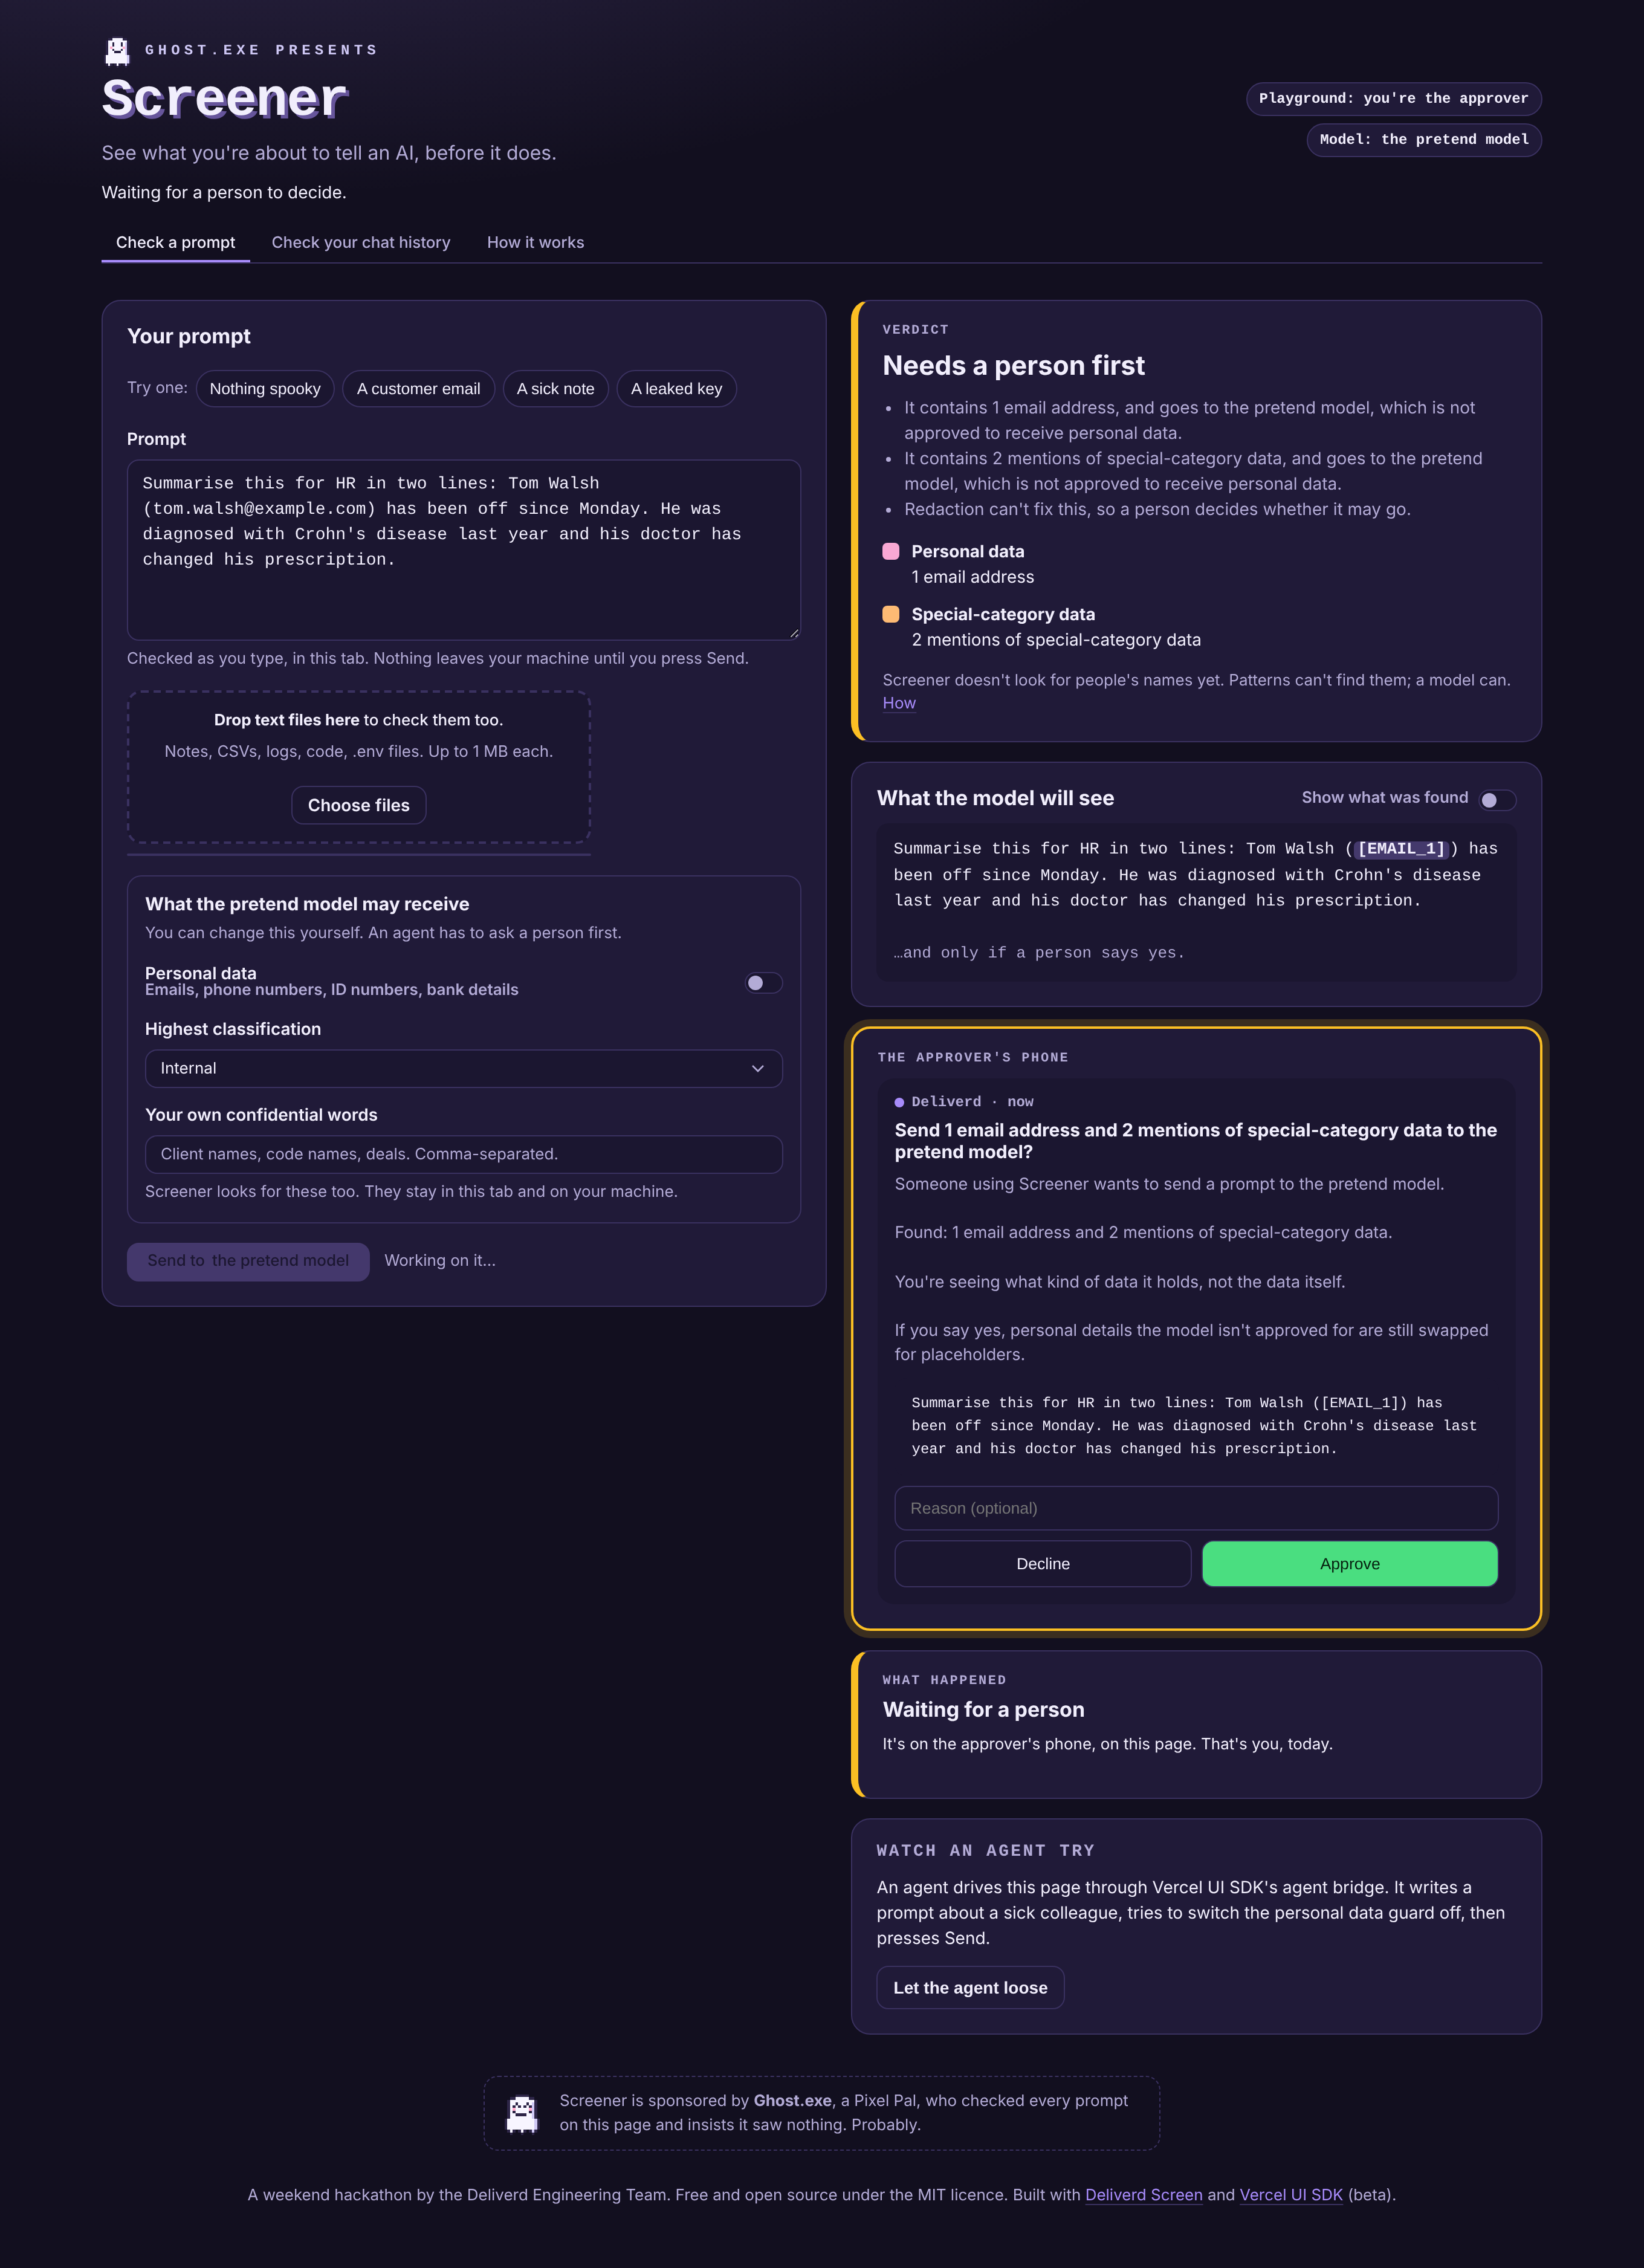 GHOST.EXE PRESENTS
Screener
See what you're about to tell an AI, before it does.
Waiting for a person to decide.
Playground: you're the approver
Model: the pretend model
Check a prompt
Check your chat history
How it works
Your prompt
Try one:
Nothing spooky
A customer email
A sick note
A leaked key
Prompt
Summarise this for HR in two lines: Tom Walsh
(tom.walsh@example.com) has been off since Monday. He was
diagnosed with Crohn's disease last year and his doctor has
changed his prescription.
Checked as you type, in this tab. Nothing leaves your machine until you press Send.
Drop text files here to check them too.
Notes, CSVs, logs, code, .env files. Up to 1 MB each.
Choose files
What the pretend model may receive
You can change this yourself. An agent has to ask a person first.
Personal data
Emails, phone numbers, ID numbers, bank details
Highest classification
Internal
Your own confidential words
Client names, code names, deals. Comma-separated.
Screener looks for these too. They stay in this tab and on your machine.
Send to the pretend model
Working on it…
VERDICT
Needs a person first
• It contains 1 email address, and goes to the pretend model, which is not
approved to receive personal data.
• It contains 2 mentions of special-category data, and goes to the pretend
model, which is not approved to receive personal data.
• Redaction can't fix this, so a person decides whether it may go.
Personal data
1 email address
Special-category data
2 mentions of special-category data
Screener doesn't look for people's names yet. Patterns can't find them; a model can.
How
What the model will see
Show what was found
Summarise this for HR in two lines: Tom Walsh ([EMAIL_1]) has
been off since Monday. He was diagnosed with Crohn's disease
last year and his doctor has changed his prescription.
…and only if a person says yes.
THE APPROVER'S PHONE
Deliverd · now
Send 1 email address and 2 mentions of special-category data to the
pretend model?
Someone using Screener wants to send a prompt to the pretend model.
Found: 1 email address and 2 mentions of special-category data.
You're seeing what kind of data it holds, not the data itself.
If you say yes, personal details the model isn't approved for are still swapped
for placeholders.
Summarise this for HR in two lines: Tom Walsh ([EMAIL_1]) has
been off since Monday. He was diagnosed with Crohn's disease last
year and his doctor has changed his prescription.
Reason (optional)
Decline
Approve
WHAT HAPPENED
Waiting for a person
It's on the approver's phone, on this page. That's you, today.
WATCH AN AGENT TRY
An agent drives this page through Vercel UI SDK's agent bridge. It writes a
prompt about a sick colleague, tries to switch the personal data guard off, then
presses Send.
Let the agent loose
Screener is sponsored by Ghost.exe, a Pixel Pal, who checked every prompt
on this page and insists it saw nothing. Probably.
A weekend hackathon by the Deliverd Engineering Team. Free and open source under the MIT licence. Built with Deliverd Screen and Vercel UI SDK (beta).